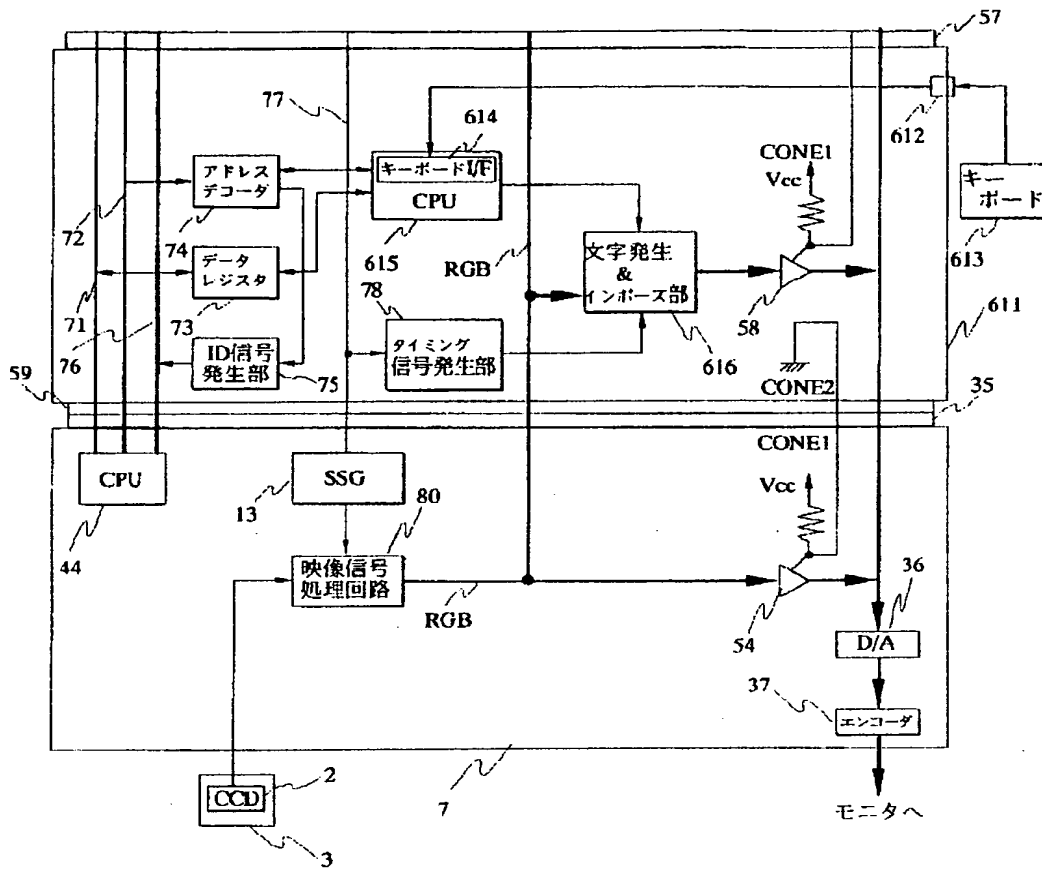 57
77
614
612
アドレス
デコーダ
キーボードI/F
CPU
CONE1
Vcc
キー
ボード
72
74
615
RGB
613
データ
レジスタ
文字発生
&
インポーズ部
71
73
78
58
611
76
タイミング
信号発生部
616
ID信号
発生部
75
59
CONE2
35
CONE1
CPU
SSG
Vcc
13
80
44
映像信号
処理回路
RGB
54
36
D/A
37
エンコーダ
2
CCD
7
モニタへ
3